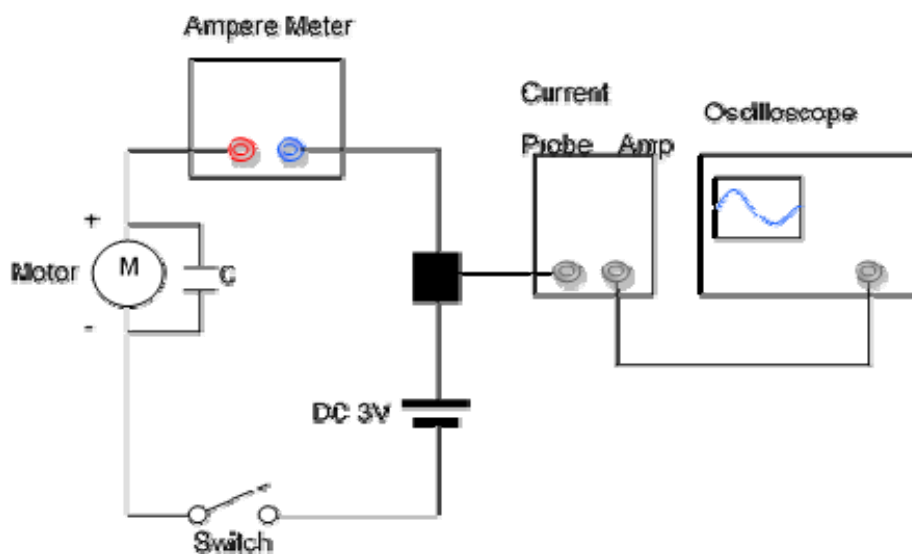 Ampere Meter
Current
Probe Amp
Oscilloscope
+
M
Motor
C
-
DC 3V
Switch